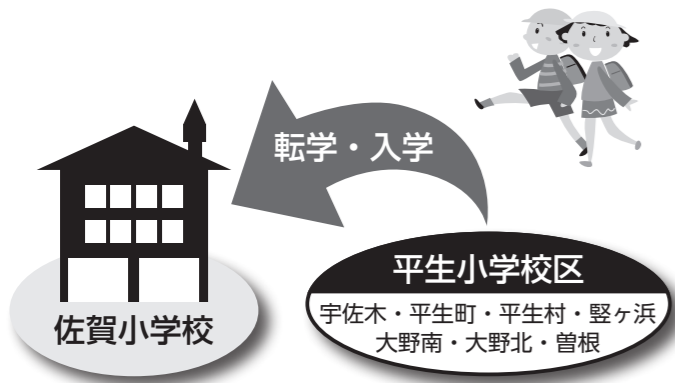 転学・入学
平生小学校区
宇佐木・平生町・平生村・竪ヶ浜
大野南・大野北・曽根
佐賀小学校